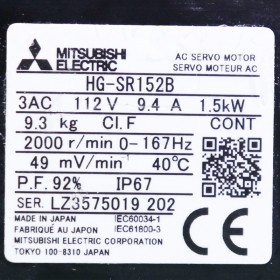 MITSUBISHI
ELECTRIC
AC SERVO MOTOR
SERVO MOTEUR AC
HG-SR152B
3AC 112 V 9.4 A 1.5kW
9.3 kg CI.F CONT
2000 r/min 0-167Hz
49 mV/min 40℃
P.F. 92% IP67
SER. LZ3575019 202
MADE IN JAPAN IEC60034-1
FABRIQUÉ AU JAPON IEC61800-3
MITSUBISHI ELECTRIC CORPORATION
TOKYO 100-8310 JAPAN
CE